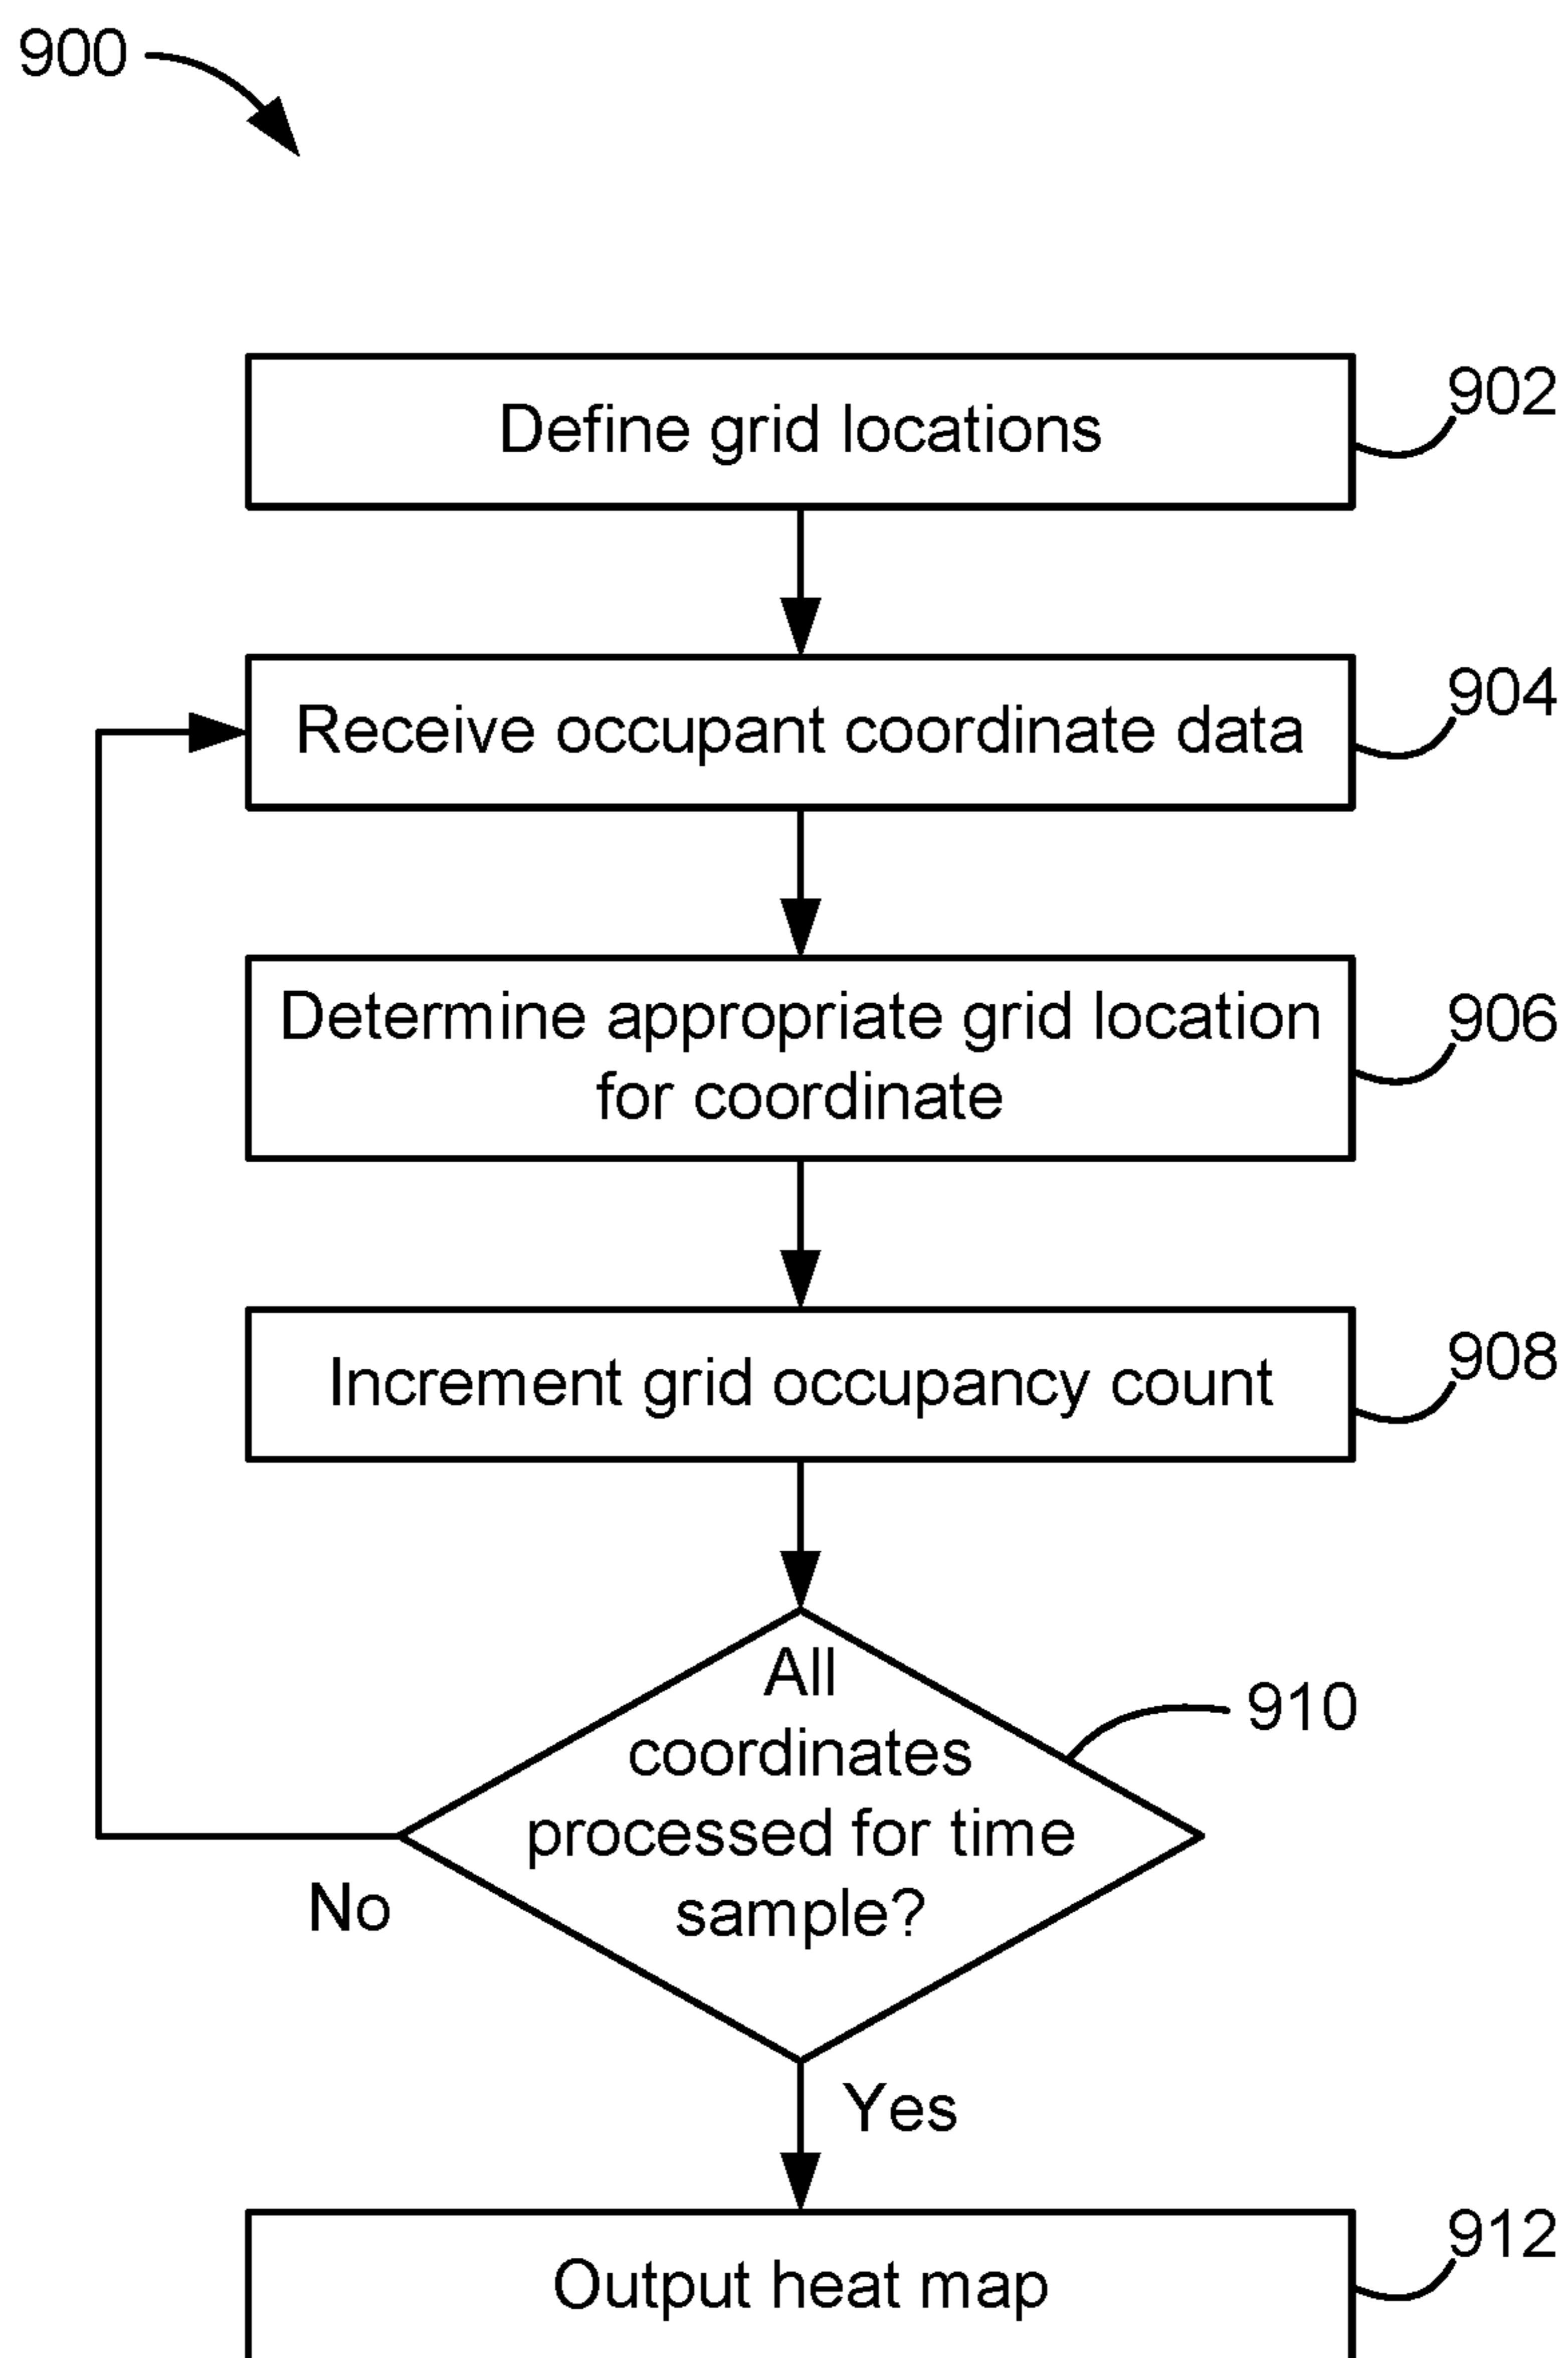 900
Define grid locations
902
Receive occupant coordinate data
904
Determine appropriate grid location
for coordinate
906
Increment grid occupancy count
908
All
coordinates
processed for time
sample?
910
No
Yes
Output heat map
912